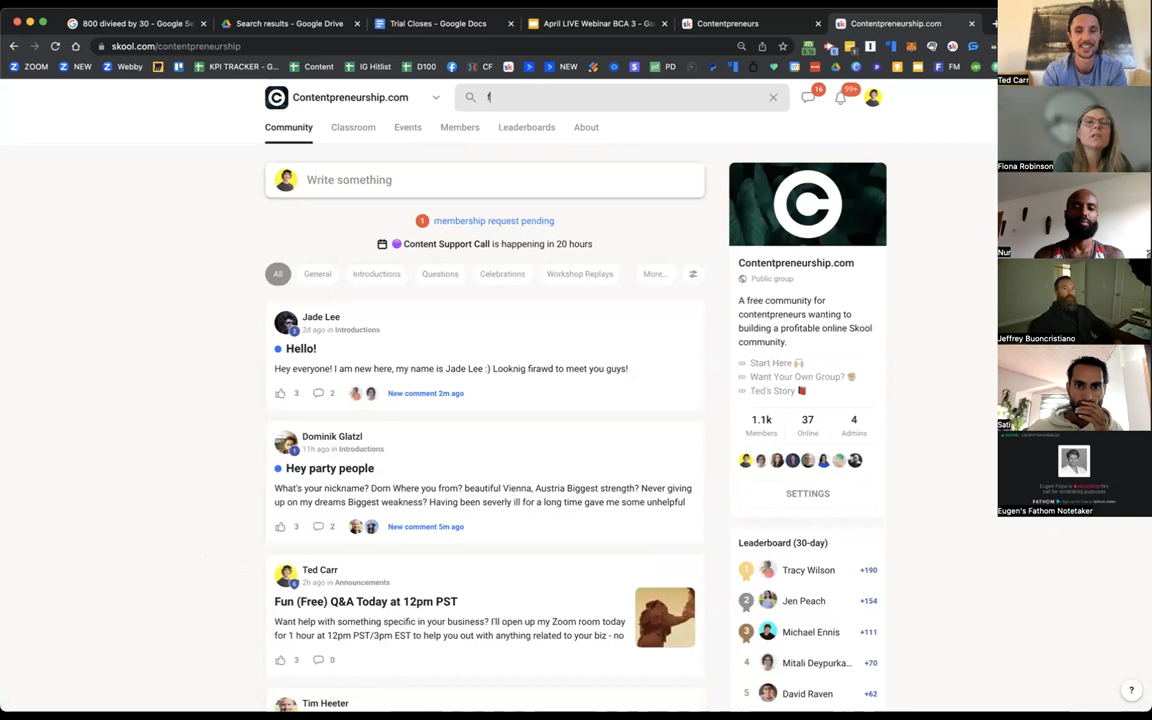 800 divieed by 30 - Google Se
Search results - Google Drive
Trial Closes - Google Docs
April LIVE Webinar BCA 3 - Go
Contentpreneurs
Contentpreneurship.com
skool.com/contentpreneurship
ZOOM
NEW
Webby
KPI TRACKER - G...
Content
IG Hitlist
D100
CF
NEW
PD
FM
Contentpreneurship.com
f
16
99+
Community
Classroom
Events
Members
Leaderboards
About
Write something
1 membership request pending
Content Support Call is happening in 20 hours
All
General
Introductions
Questions
Celebrations
Workshop Replays
More...
Jade Lee
2d ago in Introductions
Hello!
Hey everyone! I am new here, my name is Jade Lee :) Looknig firawd to meet you guys!
3
2
New comment 2m ago
Dominik Glatzl
11h ago in Introductions
Hey party people
What's your nickname? Dom Where you from? beautiful Vienna, Austria Biggest strength? Never giving up on my dreams Biggest weakness? Having been severly ill for a long time gave me some unhelpful
3
2
New comment 5m ago
Ted Carr
2h ago in Announcements
Fun (Free) Q&A Today at 12pm PST
Want help with something specific in your business? I'll open up my Zoom room today
for 1 hour at 12pm PST/3pm EST to help you out with anything related to your biz - no
3
0
Tim Heeter
Contentpreneurship.com
Public group
A free community for
contentpreneurs wanting to
building a profitable online Skool
community.
Start Here
Want Your Own Group?
Ted's Story
1.1k
Members
37
Online
4
Admins
SETTINGS
Leaderboard (30-day)
1 Tracy Wilson +190
2 Jen Peach +154
3 Michael Ennis +111
4 Mitali Deypurka... +70
5 David Raven +62
?
Ted Carr
Fiona Robinson
Nur
Jeffrey Buoncristiano
Sati
FATHOM
Eugen's Fathom Notetaker